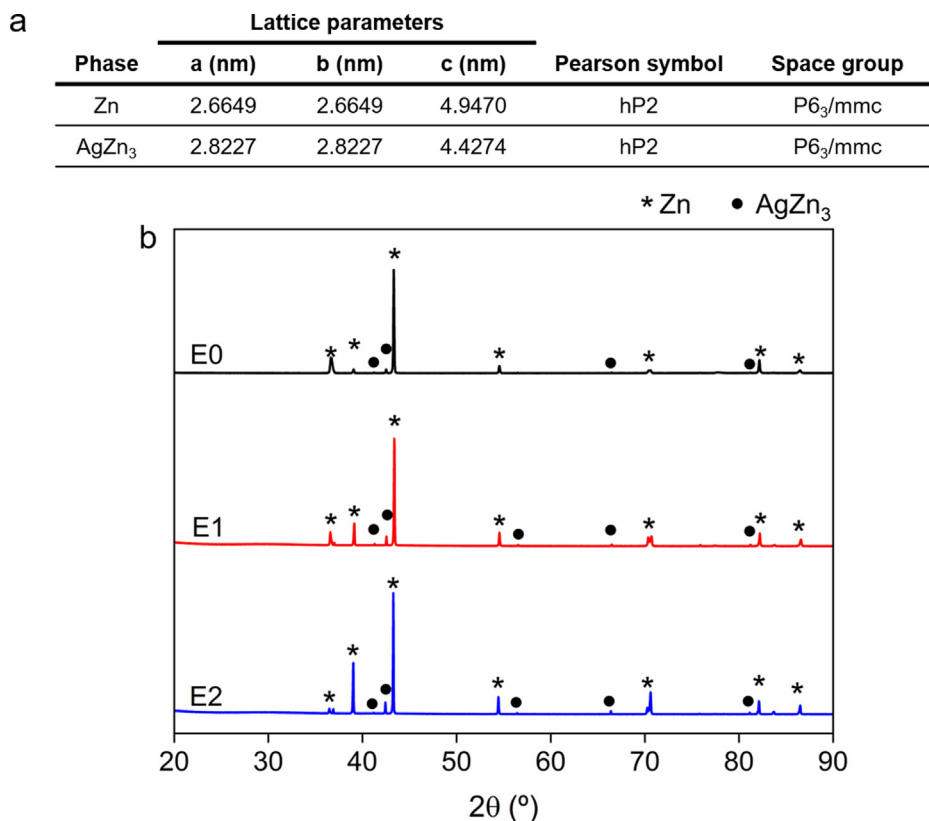 a
Lattice parameters
Phase a (nm) b (nm) c (nm) Pearson symbol Space group
Zn 2.6649 2.6649 4.9470 hP2 P6₃/mmc
AgZn₃ 2.8227 2.8227 4.4274 hP2 P6₃/mmc
* Zn ● AgZn₃
b
E0
E1
E2
20 30 40 50 60 70 80 90
2θ (º)